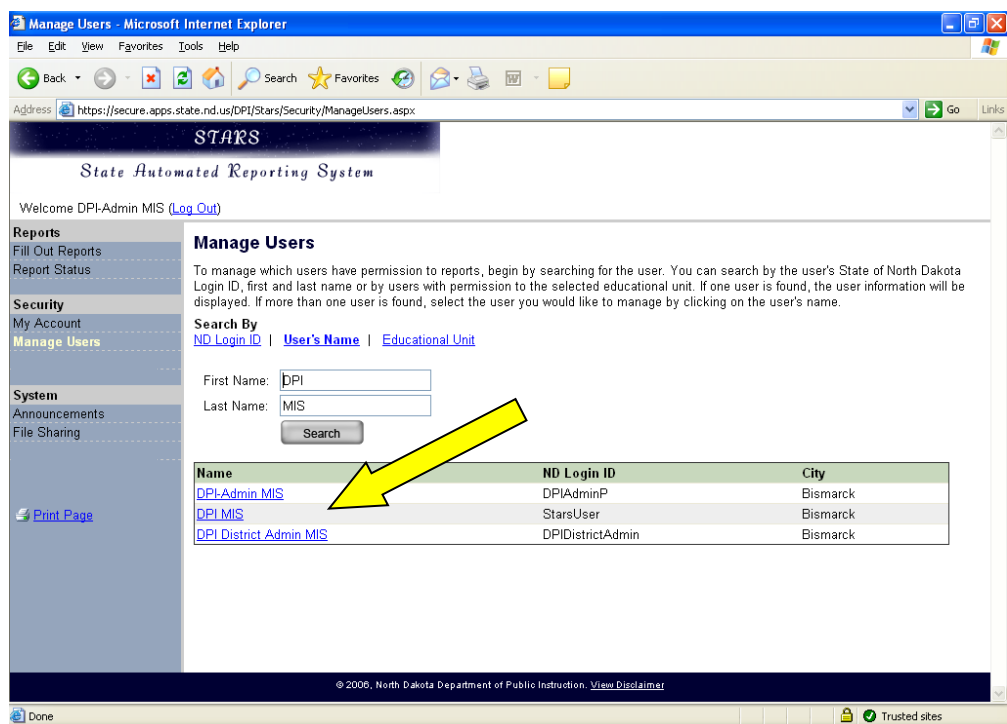 Manage Users - Microsoft Internet Explorer
File Edit View Favorites Tools Help
Back Search Favorites
Address https://secure.apps.state.nd.us/DPI/Stars/Security/ManageUsers.aspx Go Links
STARS
State Automated Reporting System
Welcome DPI-Admin MIS (Log Out)
Reports
Fill Out Reports
Report Status
Security
My Account
Manage Users
System
Announcements
File Sharing
Print Page
Manage Users
To manage which users have permission to reports, begin by searching for the user. You can search by the user's State of North Dakota
Login ID, first and last name or by users with permission to the selected educational unit. If one user is found, the user information will be
displayed. If more than one user is found, select the user you would like to manage by clicking on the user's name.
Search By
ND Login ID | User's Name | Educational Unit
First Name: DPI
Last Name: MIS
Search
Name ND Login ID City
DPI-Admin MIS DPIAdminP Bismarck
DPI MIS StarsUser Bismarck
DPI District Admin MIS DPIDistrictAdmin Bismarck
© 2006, North Dakota Department of Public Instruction. View Disclaimer
Done Trusted sites